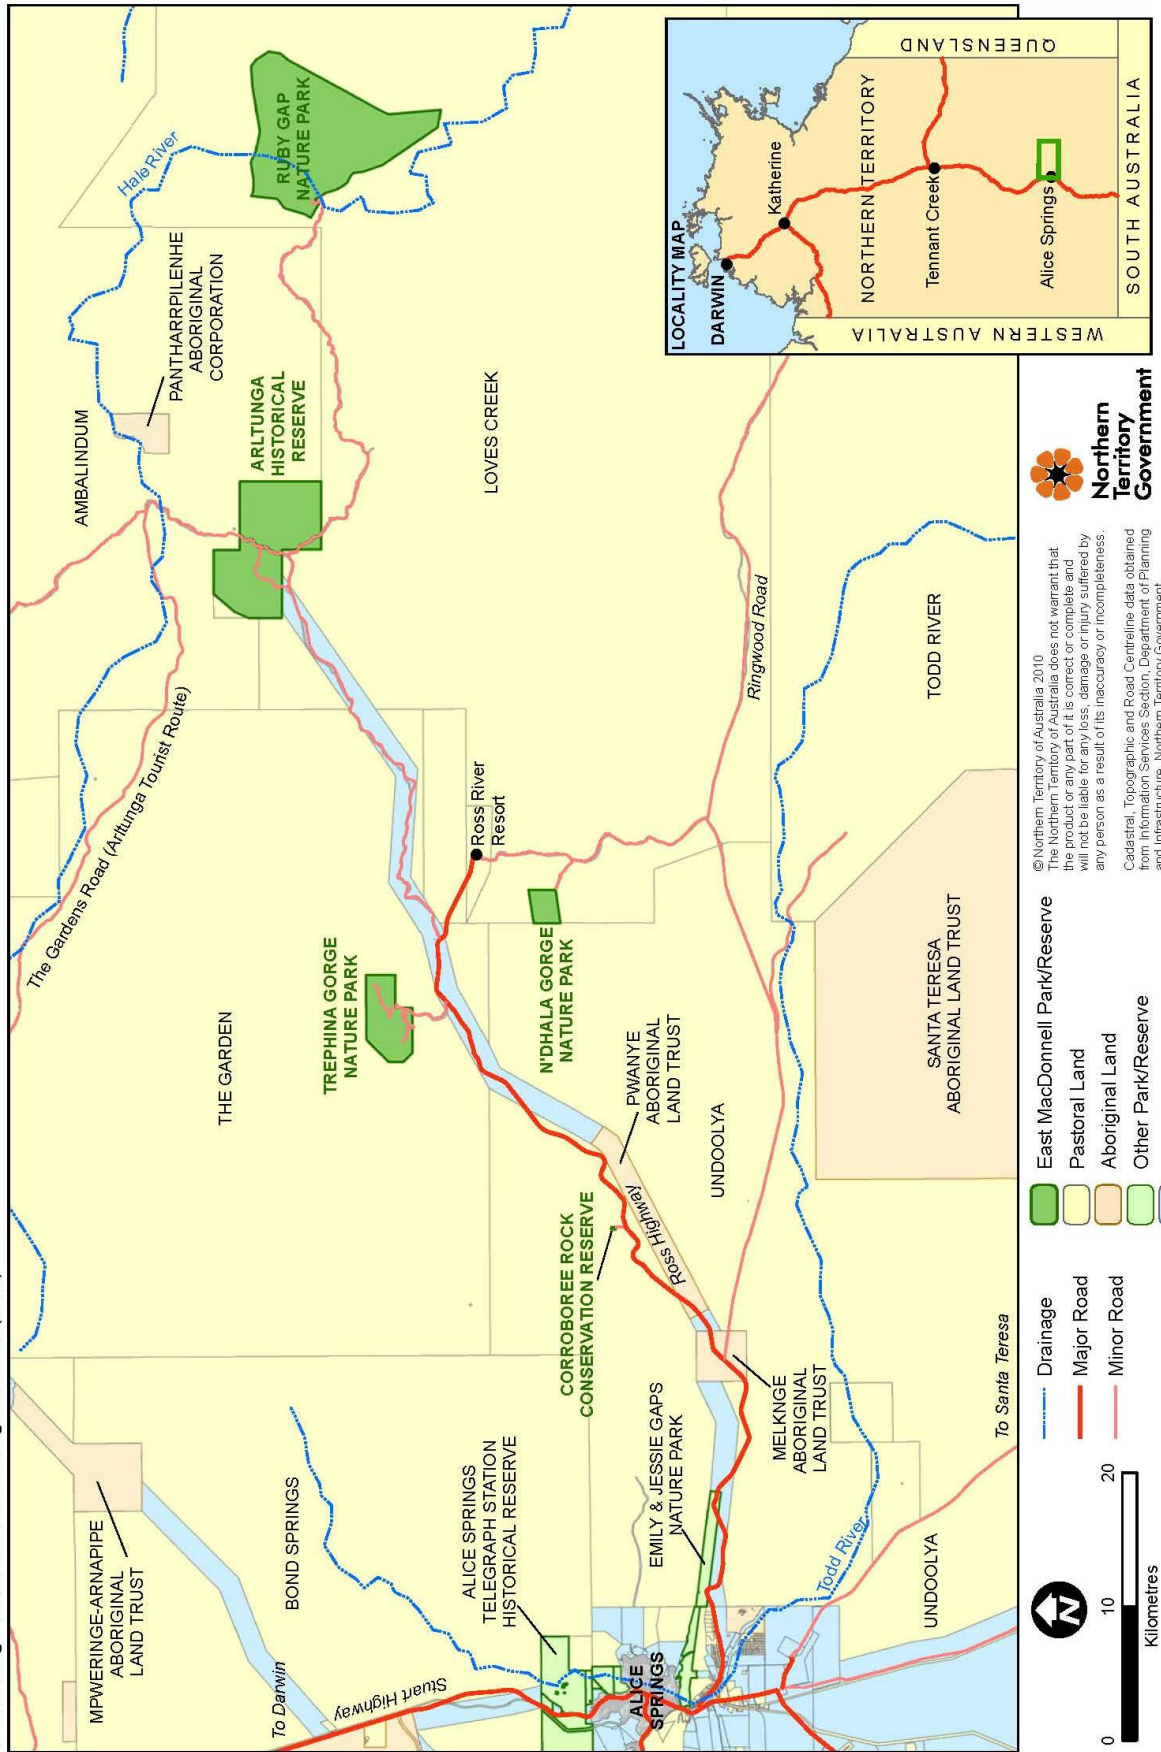 Hale River
RUBY GAP
NATURE PARK
PANTHARRPILENHE
ABORIGINAL
CORPORATION
AMBALINDUM
ARLTUNGA
HISTORICAL
RESERVE
LOVES CREEK
The Gardens Road (Arltunga Tourist Route)
Ringwood Road
TODD RIVER
Ross River
Resort
THE GARDEN
TREPHINA GORGE
NATURE PARK
N'DHALA GORGE
NATURE PARK
PWANYE
ABORIGINAL
LAND TRUST
SANTA TERESA
ABORIGINAL LAND TRUST
UNDOOLYA
CORROBOREE ROCK
CONSERVATION RESERVE
Ross Highway
MPWERINGE-ARNAPIPE
ABORIGINAL
LAND TRUST
BOND SPRINGS
ALICE SPRINGS
TELEGRAPH STATION
HISTORICAL RESERVE
EMILY & JESSIE GAPS
NATURE PARK
MELKNGE
ABORIGINAL
LAND TRUST
To Santa Teresa
To Darwin
Stuart Highway
ALICE
SPRINGS
Todd River
UNDOOLYA
LOCALITY MAP
DARWIN
Katherine
NORTHERN TERRITORY
Tennant Creek
Alice Springs
QUEENSLAND
WESTERN AUSTRALIA
SOUTH AUSTRALIA
N
0 10 20
Kilometres
Drainage
Major Road
Minor Road
East MacDonnell Park/Reserve
Pastoral Land
Aboriginal Land
Other Park/Reserve
©Northern Territory of Australia 2010
The Northern Territory of Australia does not warrant that
the product or any part of it is correct or complete and
will not be liable for any loss, damage or injury suffered by
any person as a result of its inaccuracy or incompleteness.
Cadastral, Topographic and Road Centreline data obtained
from Information Services Section, Department of Planning
and Infrastructure, Northern Territory Government
Northern
Territory
Government